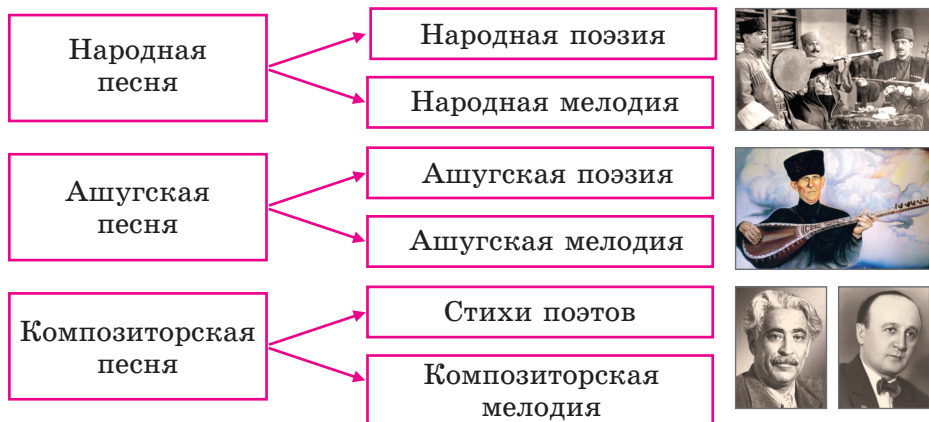 Народная
песня
Народная поэзия
Народная мелодия
Ашугская
песня
Ашугская поэзия
Ашугская мелодия
Композиторская
песня
Стихи поэтов
Композиторская
мелодия